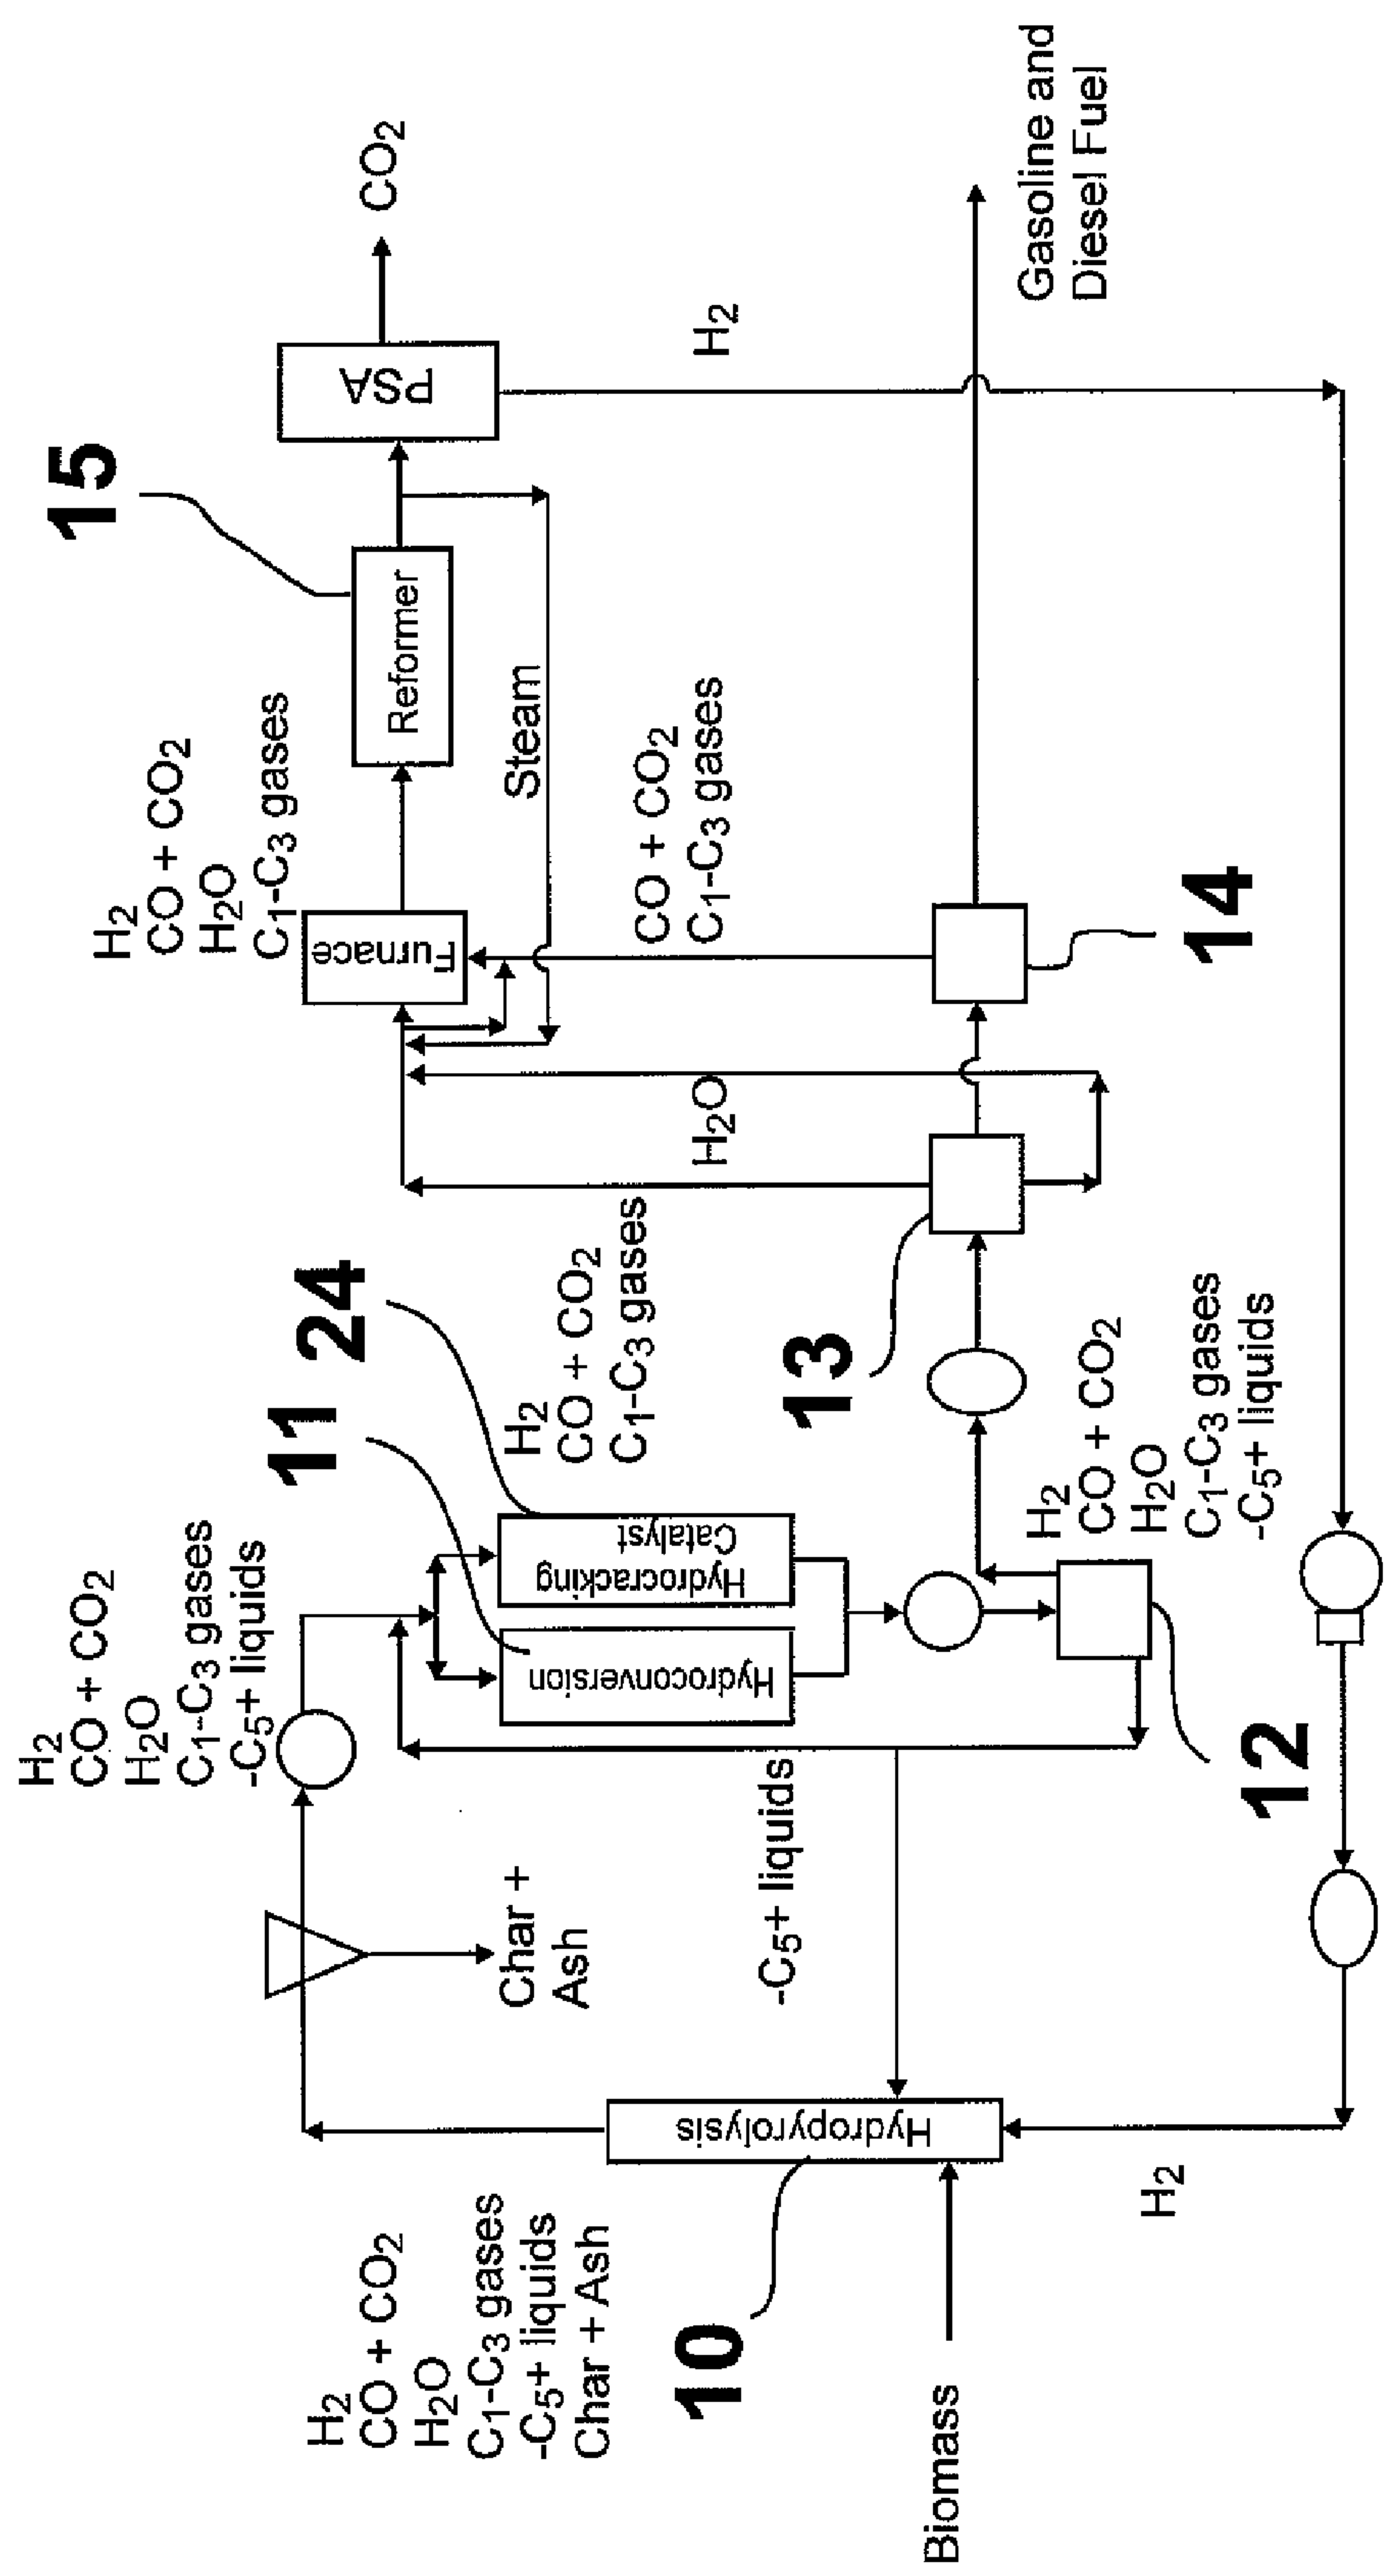 H2
CO + CO2
H2O
C1-C3 gases
-C5+ liquids
Char + Ash
10
Biomass
Hydropyrolysis
H2
Char +
Ash
-C5+ liquids
H2
CO + CO2
H2O
C1-C3 gases
-C5+ liquids
11
24
Hydroconversion
Hydrocracking
Catalyst
12
H2
CO + CO2
H2O
C1-C3 gases
-C5+ liquids
H2
CO + CO2
C1-C3 gases
13
H2O
14
CO + CO2
C1-C3 gases
Steam
Furnace
H2
CO + CO2
H2O
C1-C3 gases
Reformer
15
PSA
CO2
H2
Gasoline and
Diesel Fuel